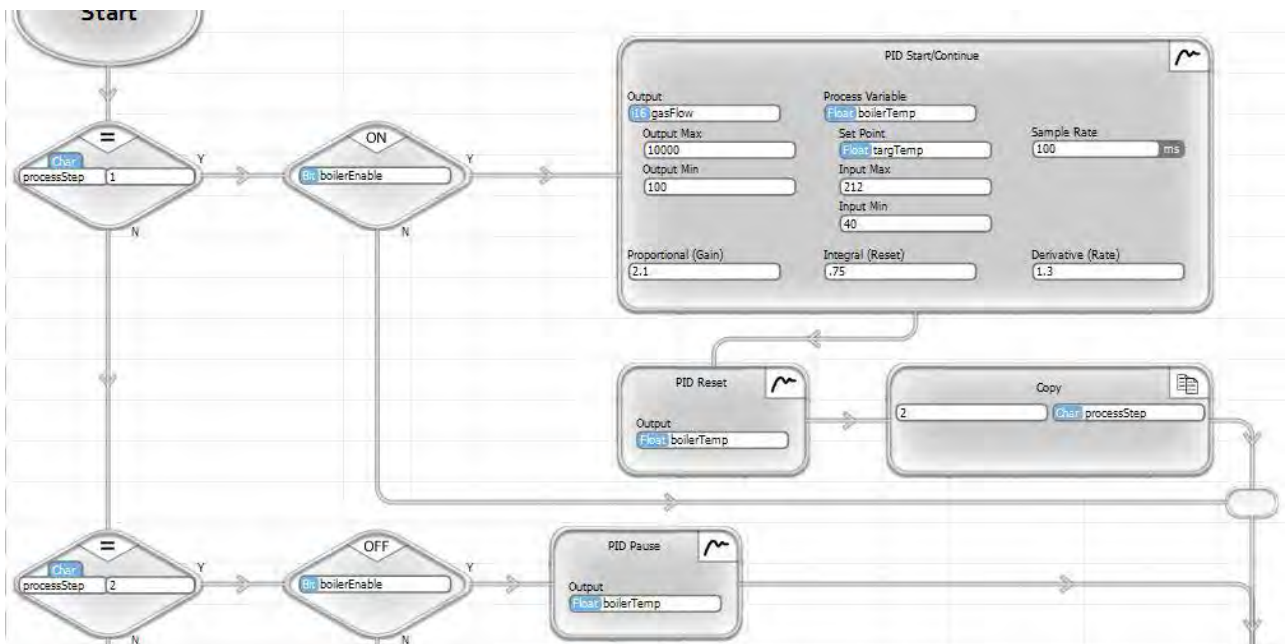 Start
=
Char
processStep 1
Y
N
ON
Bit boilerEnable
Y
N
PID Start/Continue
Output
i16 gasFlow
Output Max
10000
Output Min
100
Process Variable
Float boilerTemp
Set Point
Float targTemp
Input Max
212
Input Min
40
Sample Rate
100 ms
Proportional (Gain)
2.1
Integral (Reset)
.75
Derivative (Rate)
1.3
PID Reset
Output
Float boilerTemp
Copy
2 Char processStep
=
Char
processStep 2
Y
N
OFF
Bit boilerEnable
Y
N
PID Pause
Output
Float boilerTemp